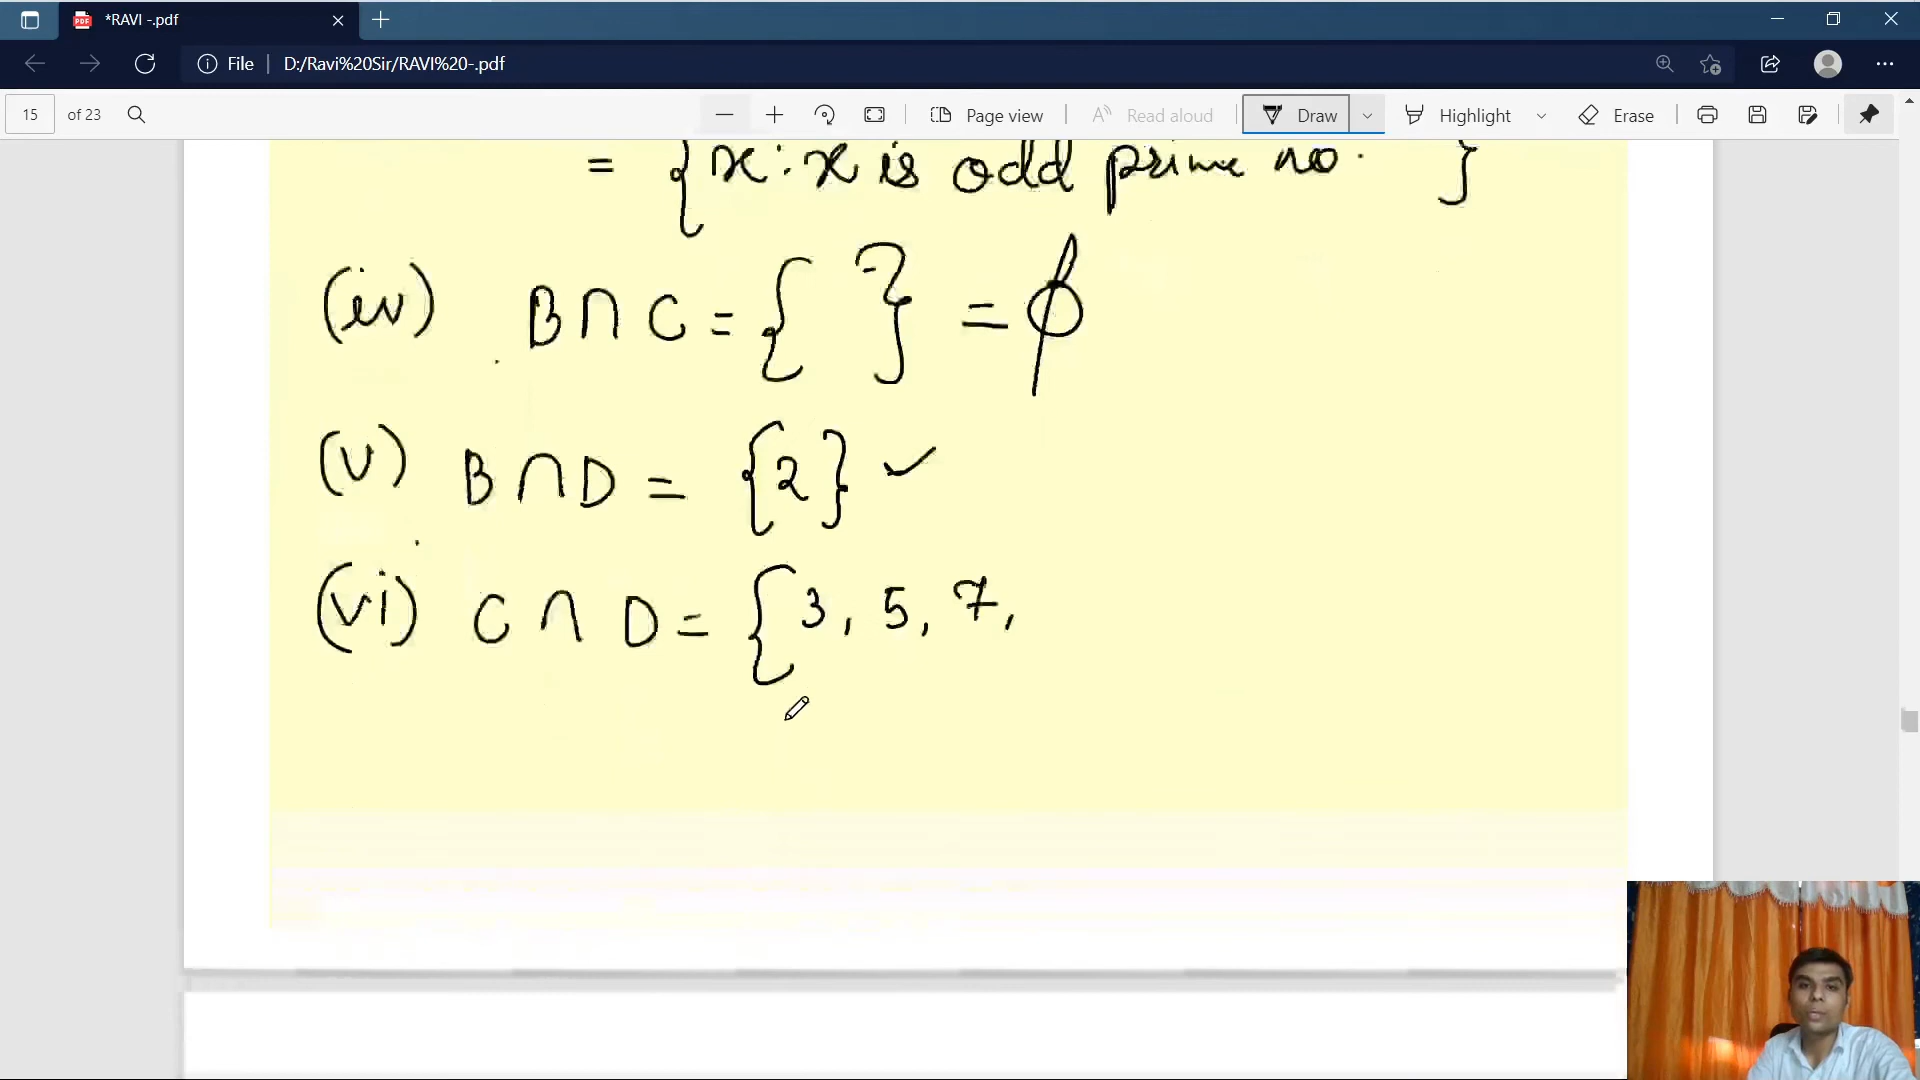 *RAVI -.pdf
File D:/Ravi%20Sir/RAVI%20-.pdf
15 of 23 Page view Read aloud Draw Highlight Erase
= {x : x is odd prime no. }
(iv) B ∩ C = { } = ϕ
(v) B ∩ D = {2} ✓
(vi) C ∩ D = { 3, 5, 7,